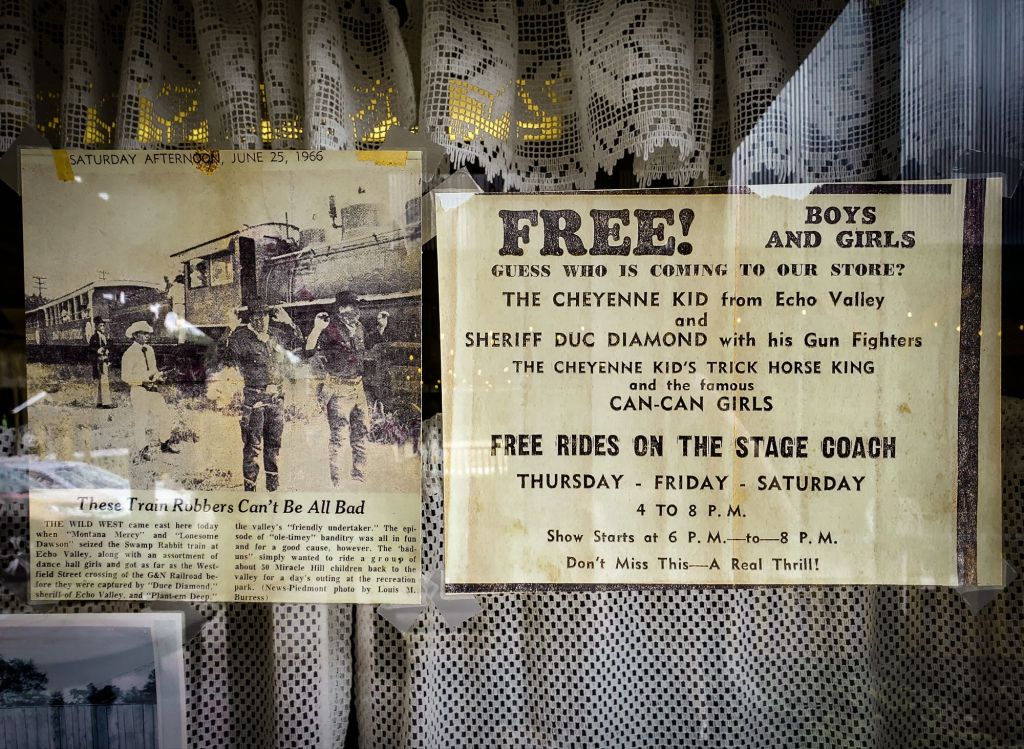 SATURDAY AFTERNOON, JUNE 25, 1966
These Train Robbers Can't Be All Bad
THE WILD WEST came east here today
when "Montana Mercy" and "Lonesome
Dawson" seized the Swamp Rabbit train at
Echo Valley, along with an assortment of
dance hall girls and got as far as the West-
field Street crossing of the G&N Railroad be-
fore they were captured by "Duce Diamond,"
sheriff of Echo Valley, and "Plant-em Deep,"
the valley's "friendly undertaker." The epi-
sode of "ole-timey" banditry was all in fun
and for a good cause, however. The "bad-
uns" simply wanted to ride a group of
about 50 Miracle Hill children back to the
valley for a day's outing at the recreation
park. (News-Piedmont photo by Louis M.
Burress)
FREE!
BOYS
AND GIRLS
GUESS WHO IS COMING TO OUR STORE?
THE CHEYENNE KID from Echo Valley
and
SHERIFF DUC DIAMOND with his Gun Fighters
THE CHEYENNE KID'S TRICK HORSE KING
and the famous
CAN-CAN GIRLS
FREE RIDES ON THE STAGE COACH
THURSDAY - FRIDAY - SATURDAY
4 TO 8 P. M.
Show Starts at 6 P. M.—to—8 P. M.
Don't Miss This—A Real Thrill!